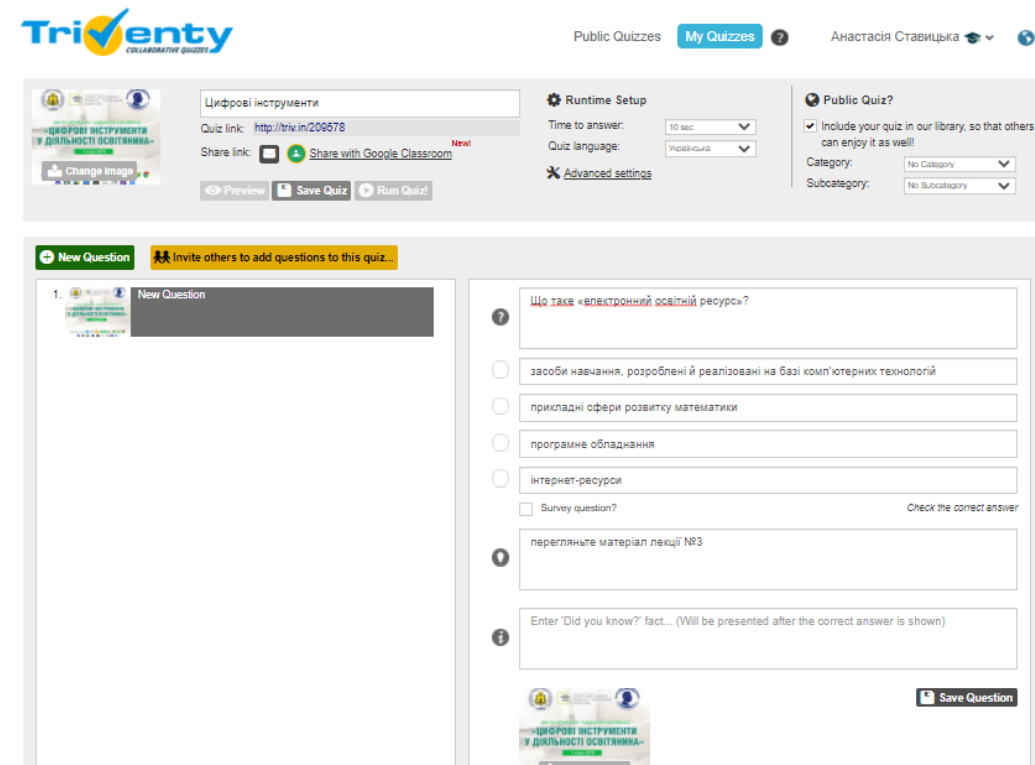 Triventy
COLLABORATIVE QUIZZES
Public Quizzes
My Quizzes
Анастасія Ставицька
«ЦИФРОВІ ІНСТРУМЕНТИ
У ДІЯЛЬНОСТІ ОСВІТЯНИНА»
Change Image
Цифрові інструменти
Quiz link: http://triv.in/209578
New!
Share link: Share with Google Classroom
Preview
Save Quiz
Run Quiz!
Runtime Setup
Time to answer: 10 sec
Quiz language: Українська
Advanced settings
Public Quiz?
Include your quiz in our library, so that others
can enjoy it as well!
Category: No Category
Subcategory: No Subcategory
New Question
Invite others to add questions to this quiz...
1. New Question
Що таке «електронний освітній ресурс»?
засоби навчання, розроблені й реалізовані на базі комп'ютерних технологій
прикладні сфери розвитку математики
програмне обладнання
інтернет-ресурси
Survey question?
Check the correct answer
перегляньте матеріал лекції №3
Enter 'Did you know?' fact... (Will be presented after the correct answer is shown)
Save Question
«ЦИФРОВІ ІНСТРУМЕНТИ
У ДІЯЛЬНОСТІ ОСВІТЯНИНА»